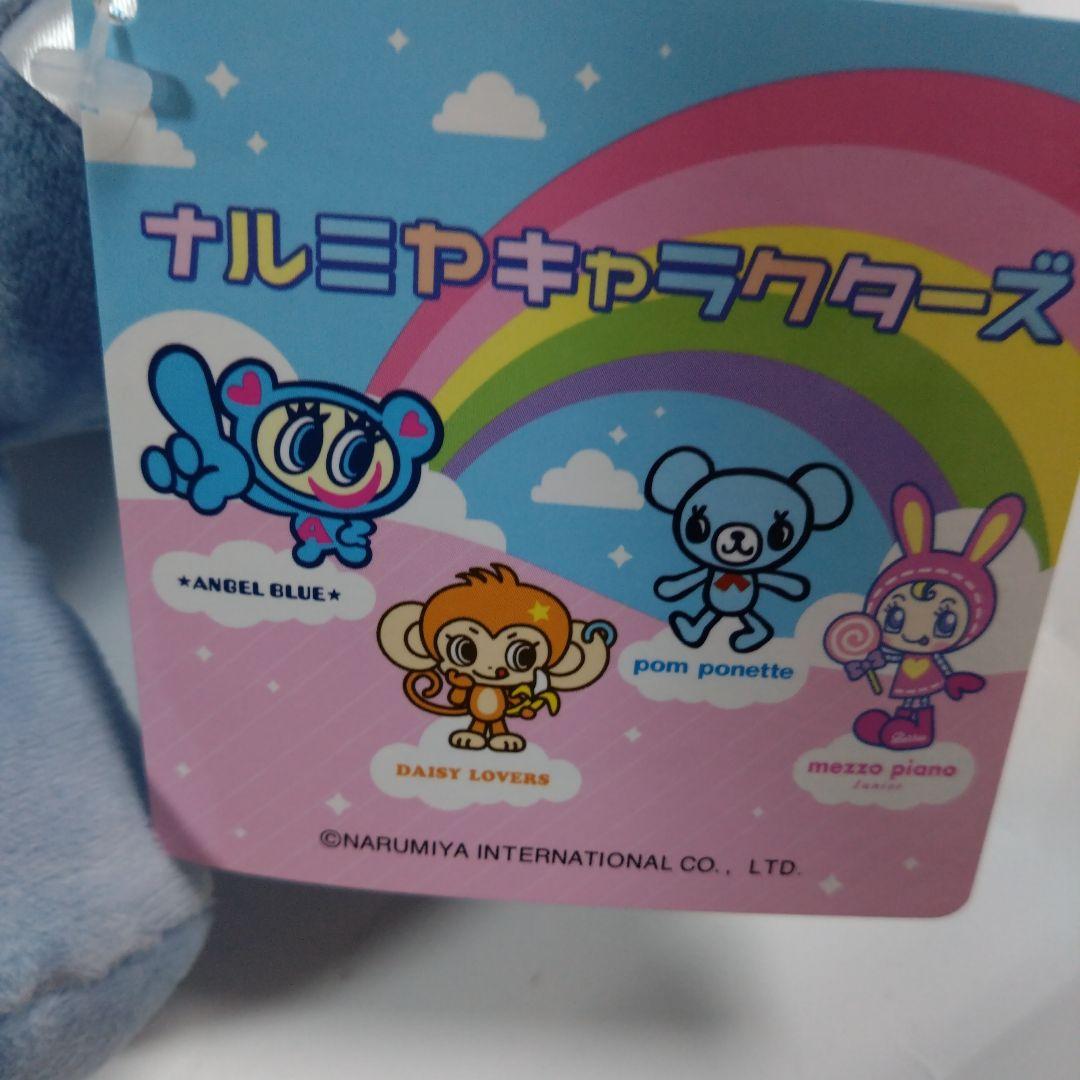 ナルミヤキャラクターズ
★ANGEL BLUE★
pom ponette
DAISY LOVERS
mezzo piano
Junior
©NARUMIYA INTERNATIONAL CO., LTD.